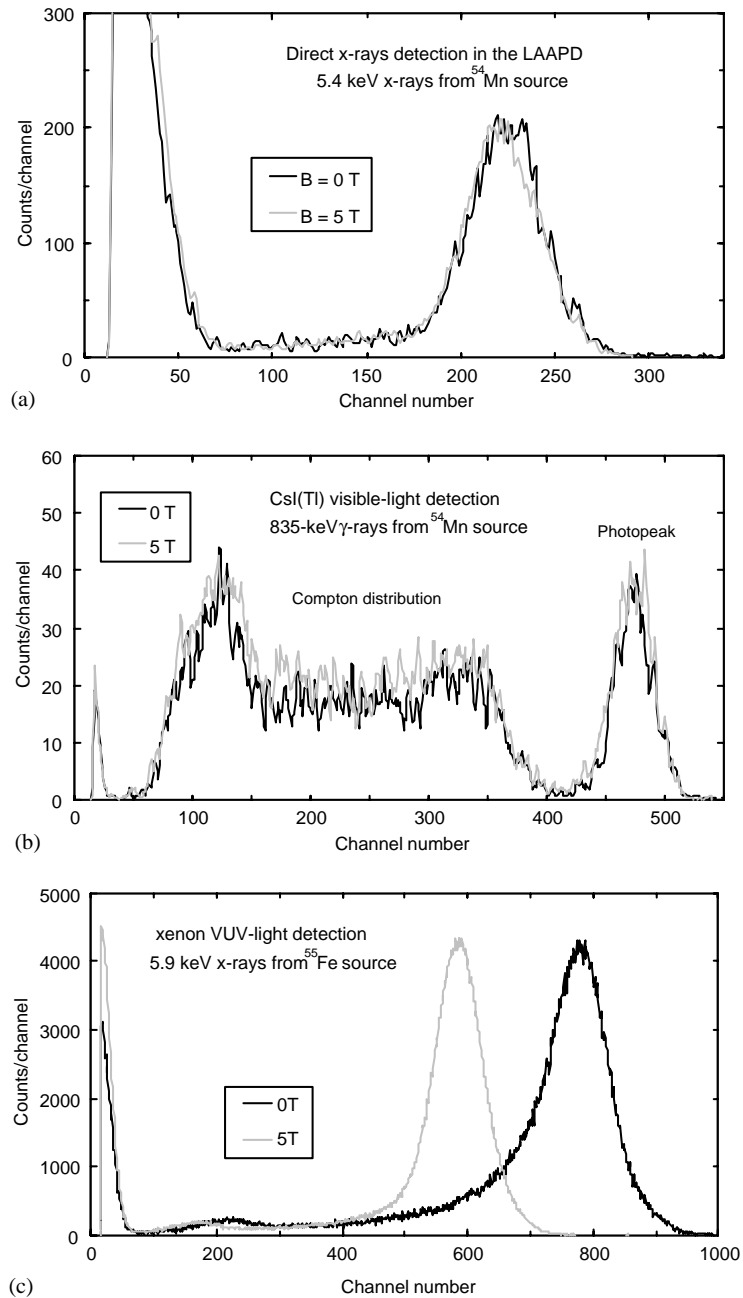 300
200
100
0
Counts/channel
Direct x-rays detection in the LAAPD
5.4 keV x-rays from 54Mn source
B = 0 T
B = 5 T
0 50 100 150 200 250 300
Channel number
(a)
60
50
40
30
20
10
0
Counts/channel
0 T
5 T
CsI(Tl) visible-light detection
835-keVγ-rays from 54Mn source
Photopeak
Compton distribution
0 100 200 300 400 500
Channel number
(b)
5000
4000
3000
2000
1000
0
Counts/channel
xenon VUV-light detection
5.9 keV x-rays from 55Fe source
0T
5T
0 200 400 600 800 1000
Channel number
(c)